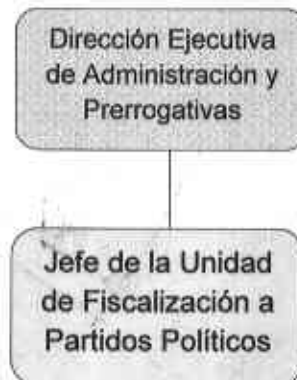 Dirección Ejecutiva
de Administración y
Prerrogativas
Jefe de la Unidad
de Fiscalización a
Partidos Políticos